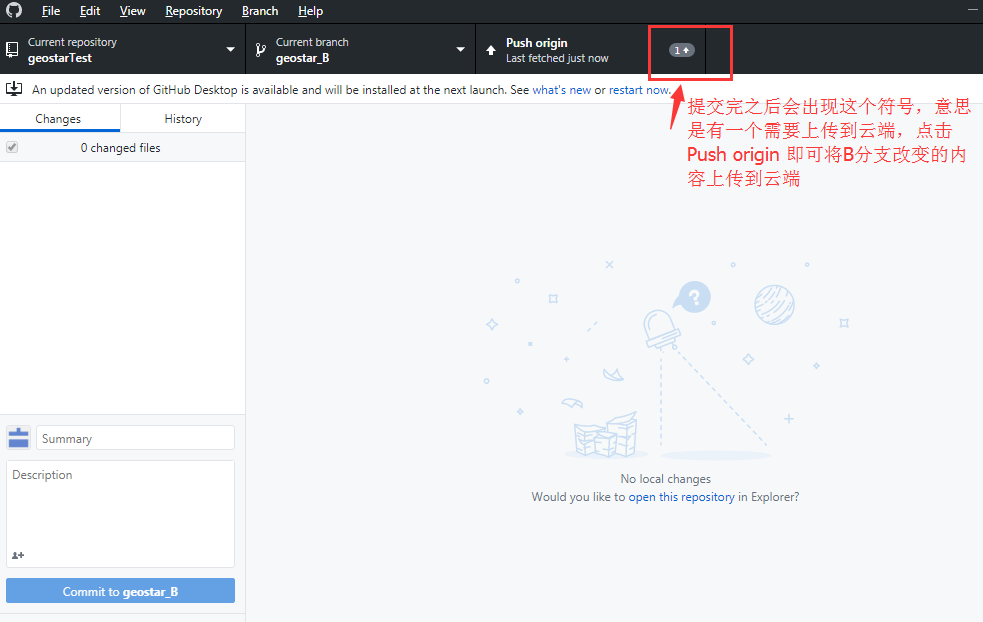 File Edit View Repository Branch Help
Current repository
geostarTest
Current branch
geostar_B
Push origin
Last fetched just now
1
An updated version of GitHub Desktop is available and will be installed at the next launch. See what's new or restart now.
提交完之后会出现这个符号，意思
是有一个需要上传到云端，点击
Push origin 即可将B分支改变的内
容上传到云端
Changes History
0 changed files
?
No local changes
Would you like to open this repository in Explorer?
Summary
Description
Commit to geostar_B